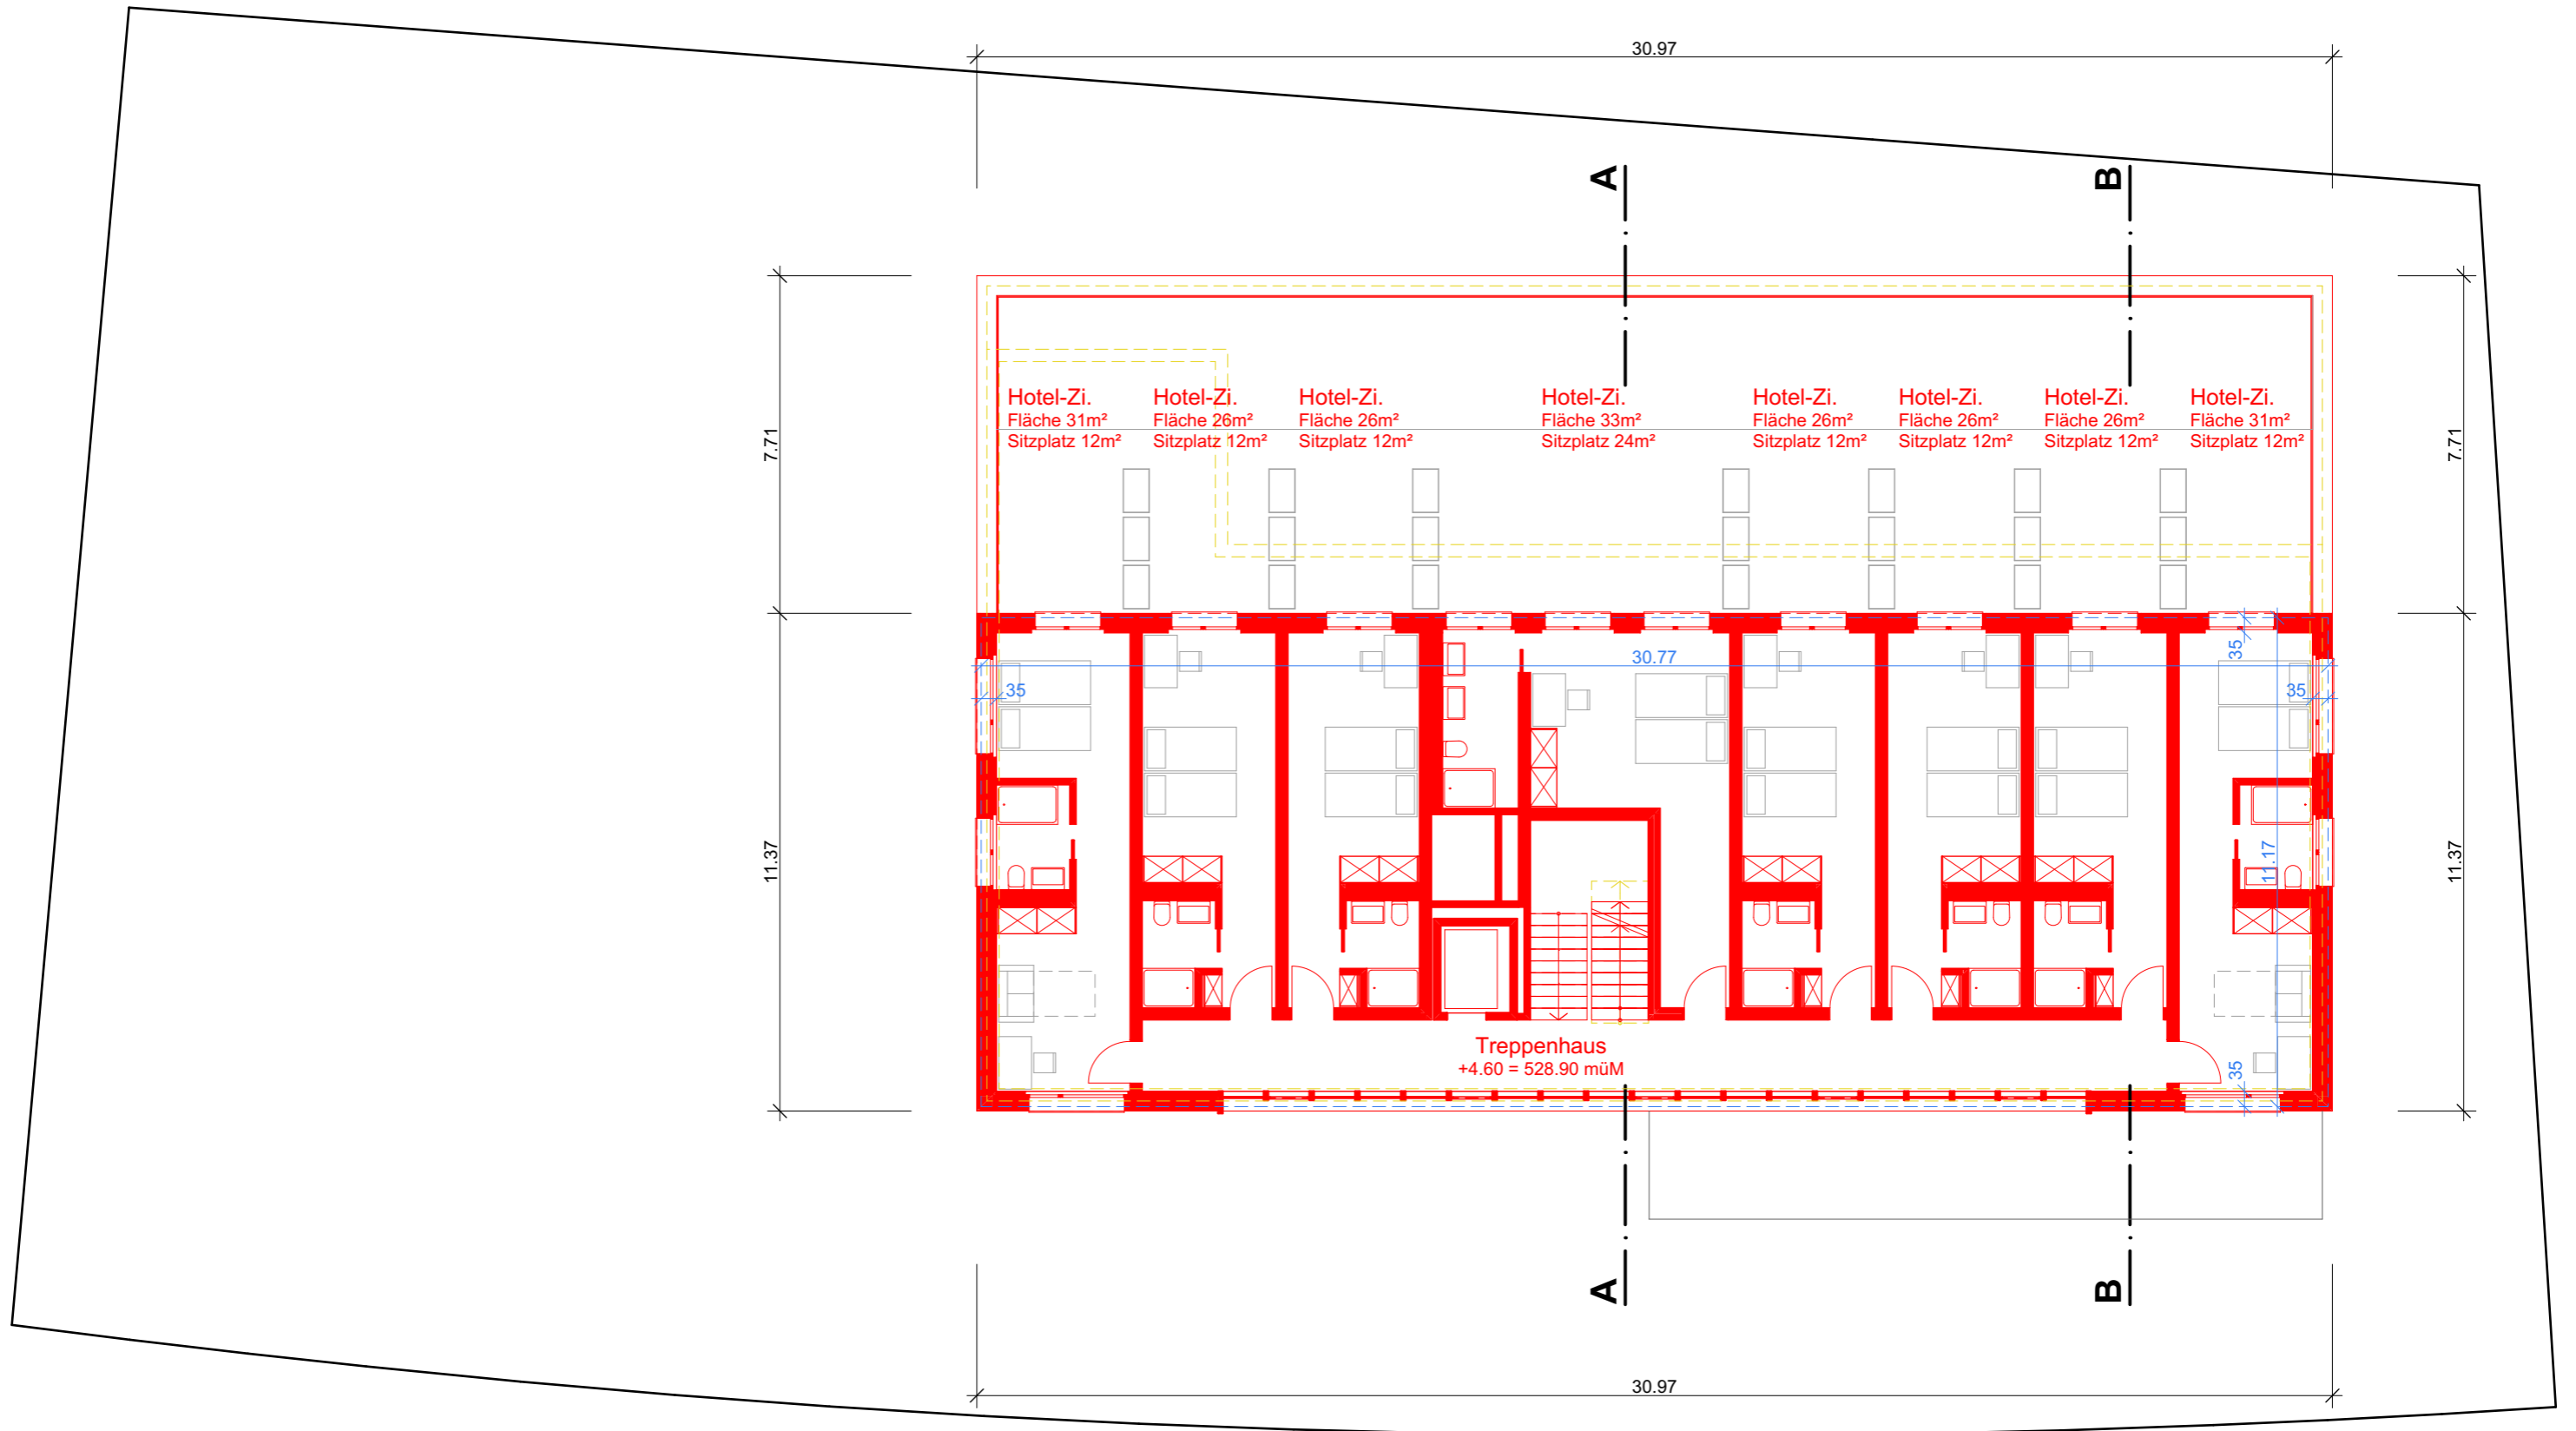 30.97
A
B
7.71
7.71
Hotel-Zi.
Fläche 31m²
Sitzplatz 12m²
Hotel-Zi.
Fläche 26m²
Sitzplatz 12m²
Hotel-Zi.
Fläche 26m²
Sitzplatz 12m²
Hotel-Zi.
Fläche 33m²
Sitzplatz 24m²
Hotel-Zi.
Fläche 26m²
Sitzplatz 12m²
Hotel-Zi.
Fläche 26m²
Sitzplatz 12m²
Hotel-Zi.
Fläche 26m²
Sitzplatz 12m²
Hotel-Zi.
Fläche 31m²
Sitzplatz 12m²
30.77
35
35
35
11.37
11.17
11.37
Treppenhaus
+4.60 = 528.90 müM
35
A
B
30.97